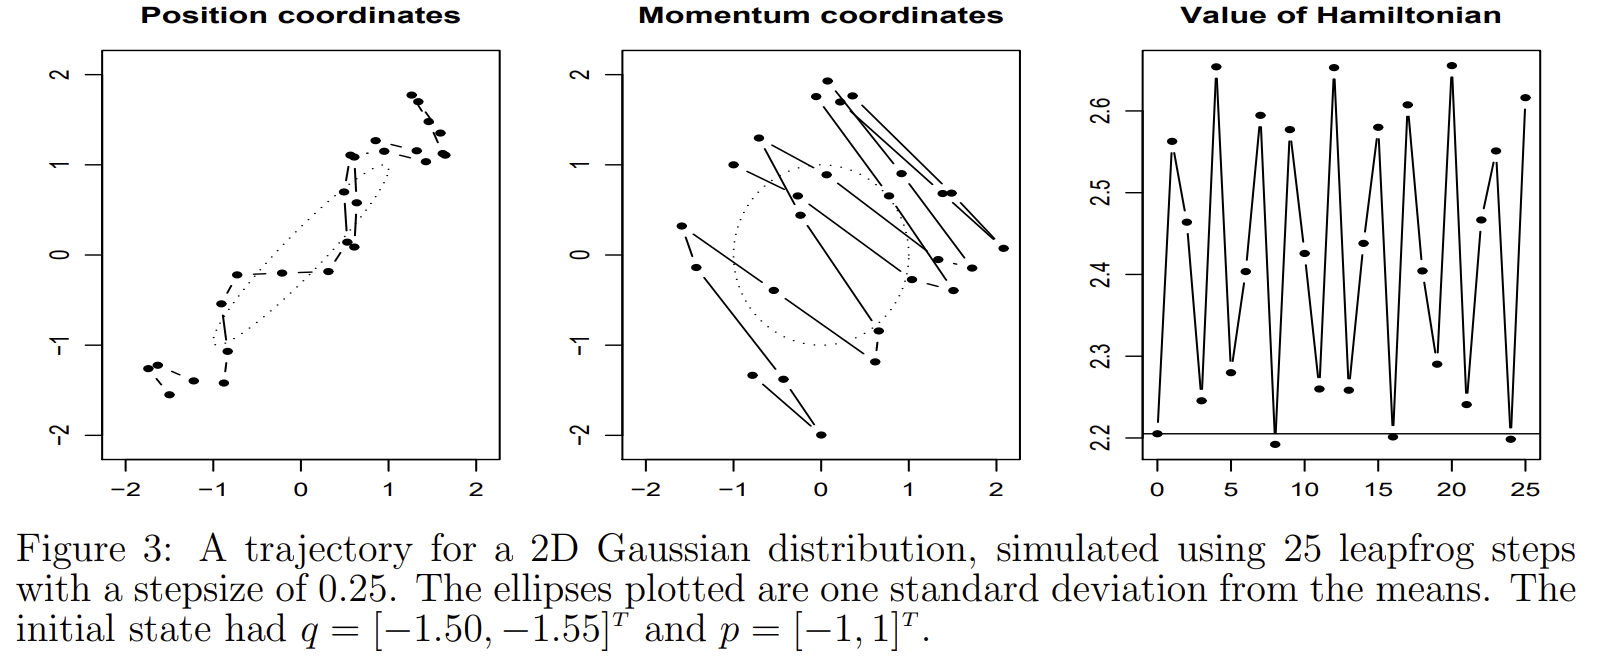 Position coordinates
2
1
0
−1
−2
−2 −1 0 1 2
Momentum coordinates
2
1
0
−1
−2
−2 −1 0 1 2
Value of Hamiltonian
2.6
2.5
2.4
2.3
2.2
0 5 10 15 20 25
Figure 3: A trajectory for a 2D Gaussian distribution, simulated using 25 leapfrog steps
with a stepsize of 0.25. The ellipses plotted are one standard deviation from the means. The
initial state had q = [−1.50, −1.55]ᵀ and p = [−1, 1]ᵀ.